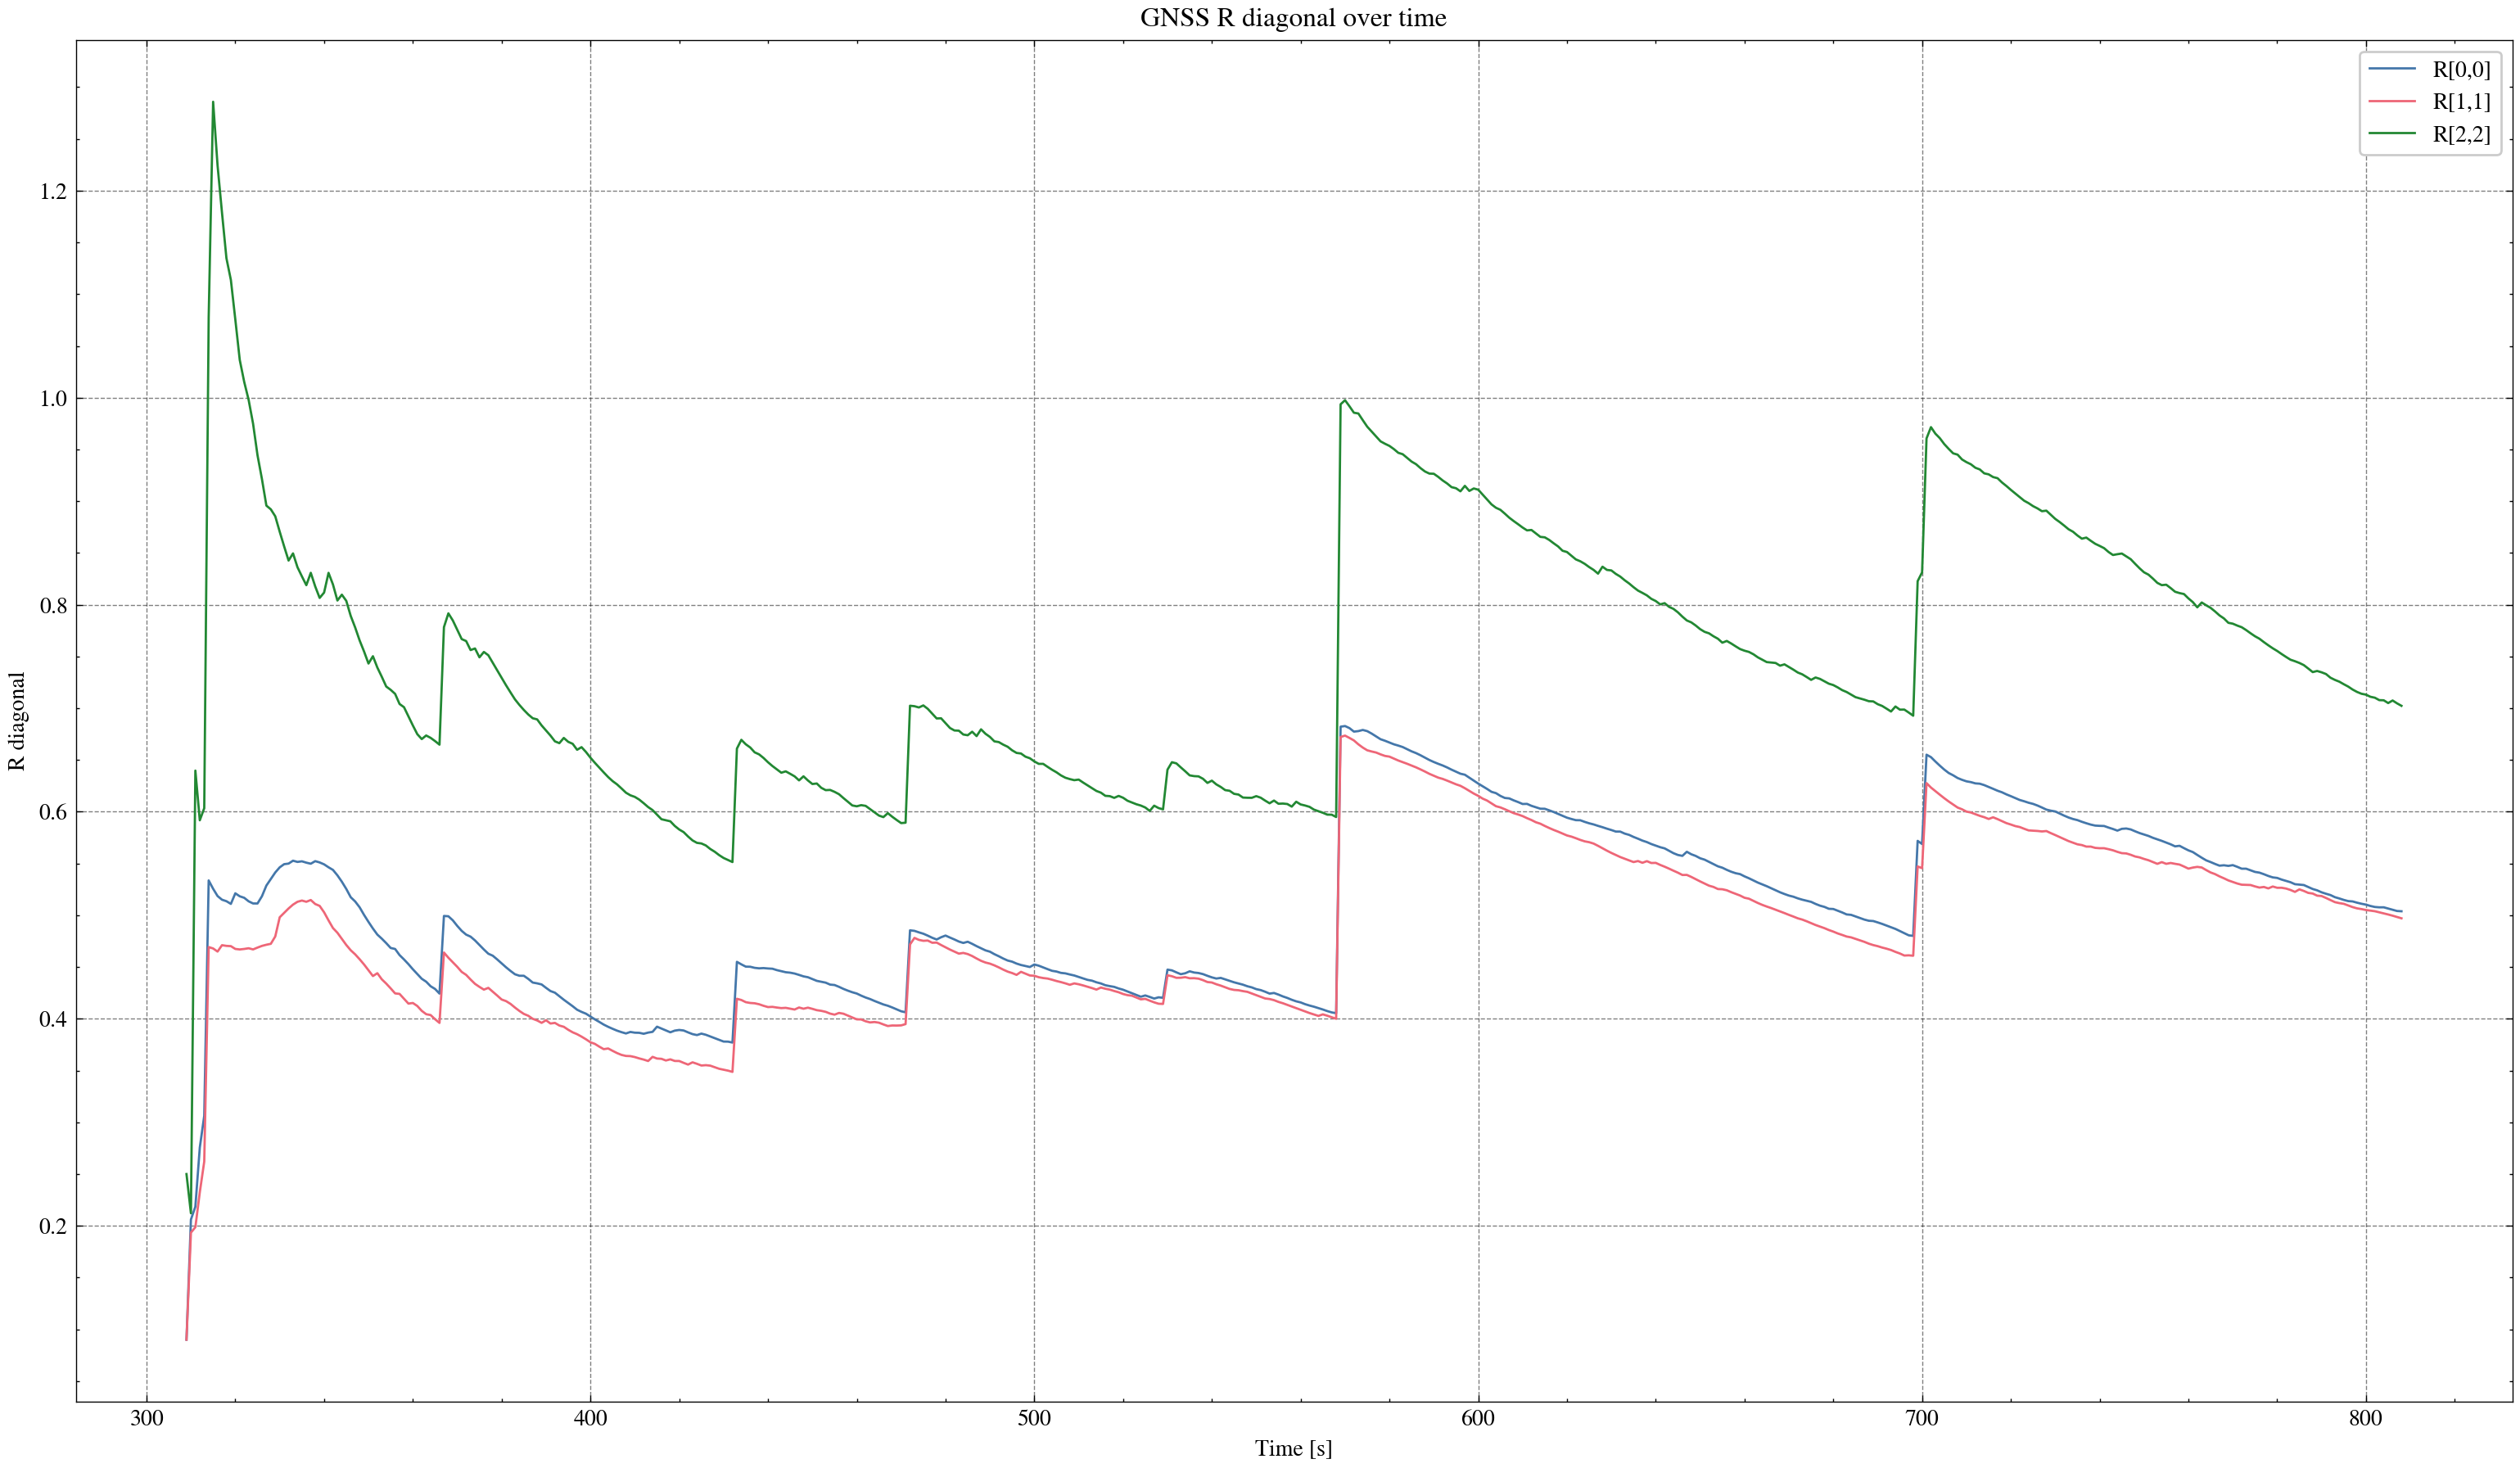 GNSS R diagonal over time
R[0,0]
R[1,1]
R[2,2]
R diagonal
1.2
1.0
0.8
0.6
0.4
0.2
300 400 500 600 700 800
Time [s]